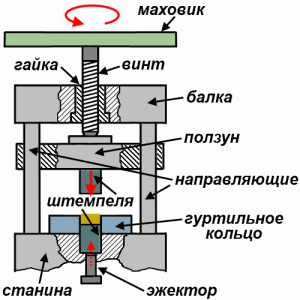 маховик
гайка
винт
балка
ползун
направляющие
штемпеля
гуртильное
кольцо
станина
эжектор